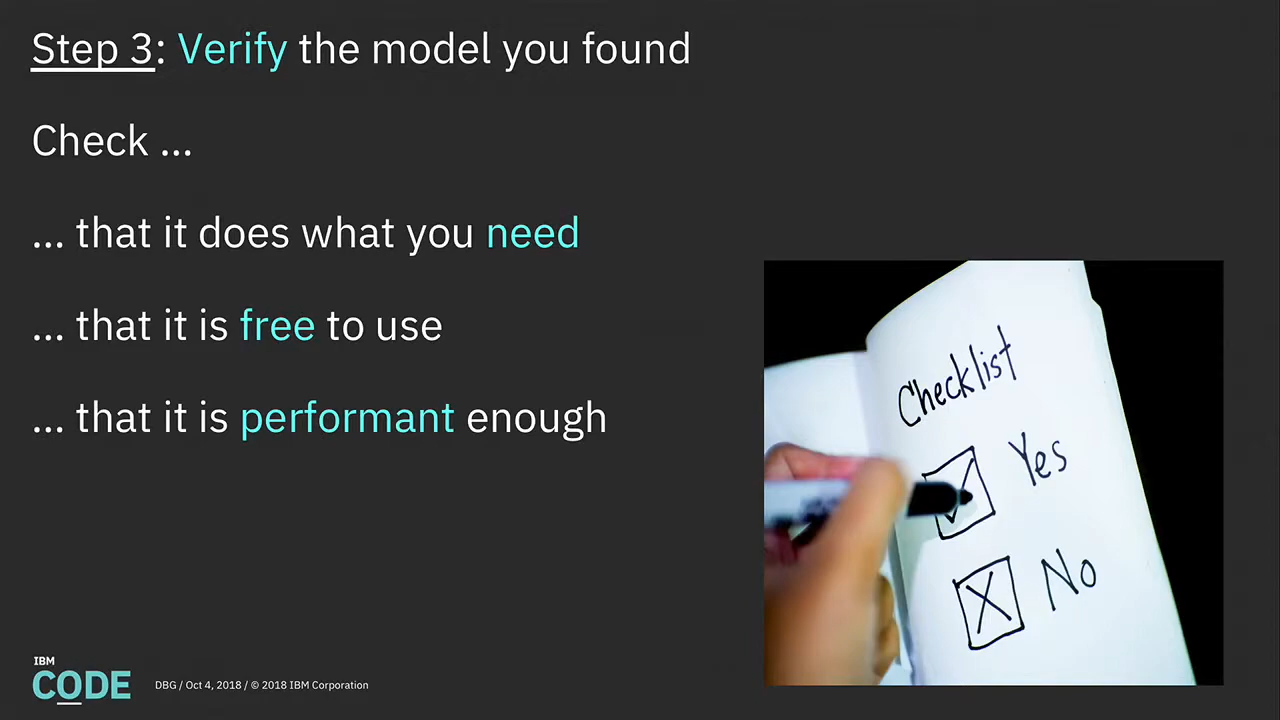 Step 3: Verify the model you found
Check ...
... that it does what you need
... that it is free to use
... that it is performant enough
Checklist
Yes
No
IBM
CODE
DBG / Oct 4, 2018 / © 2018 IBM Corporation